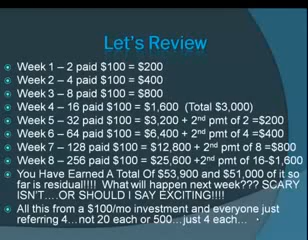 Let's Review
Week 1 – 2 paid $100 = $200
Week 2 – 4 paid $100 = $400
Week 3 – 8 paid $100 = $800
Week 4 – 16 paid $100 = $1,600 (Total $3,000)
Week 5 – 32 paid $100 = $3,200 + 2nd pmt of 2 =$200
Week 6 – 64 paid $100 = $6,400 + 2nd pmt of 4 =$400
Week 7 – 128 paid $100 = $12,800 + 2nd pmt of 8 =$800
Week 8 – 256 paid $100 = $25,600 +2nd pmt of 16-$1,600
You have Earned A Total Of $53,900 and $51,000 of it so
far is residual!!!! What will happen next week??? SCARY
ISN'T.... OR SHOULD I SAY EXCITING!!!!
All this from a $100/mo investment and everyone just
referring 4... not 20 each or 500... just 4 each...